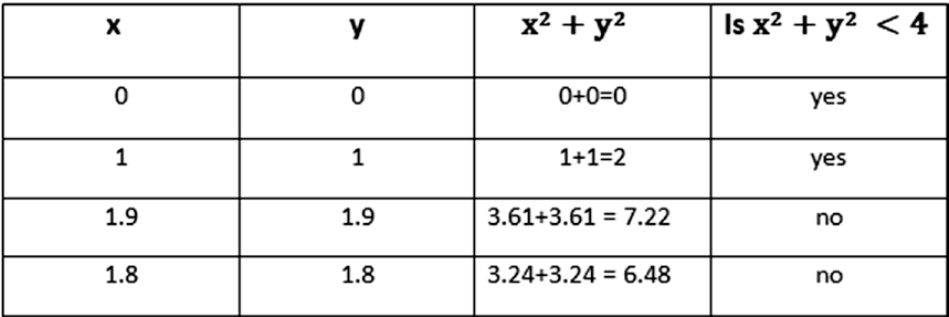 x y x² + y² Is x² + y² < 4
0 0 0+0=0 yes
1 1 1+1=2 yes
1.9 1.9 3.61+3.61 = 7.22 no
1.8 1.8 3.24+3.24 = 6.48 no